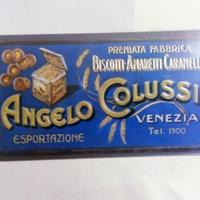 PREMIATA FABBRICA
BISCOTTI-AMARETTI CARAMELLE
ANGELO COLUSSI
ESPORTAZIONE
VENEZIA
Tel. 1300